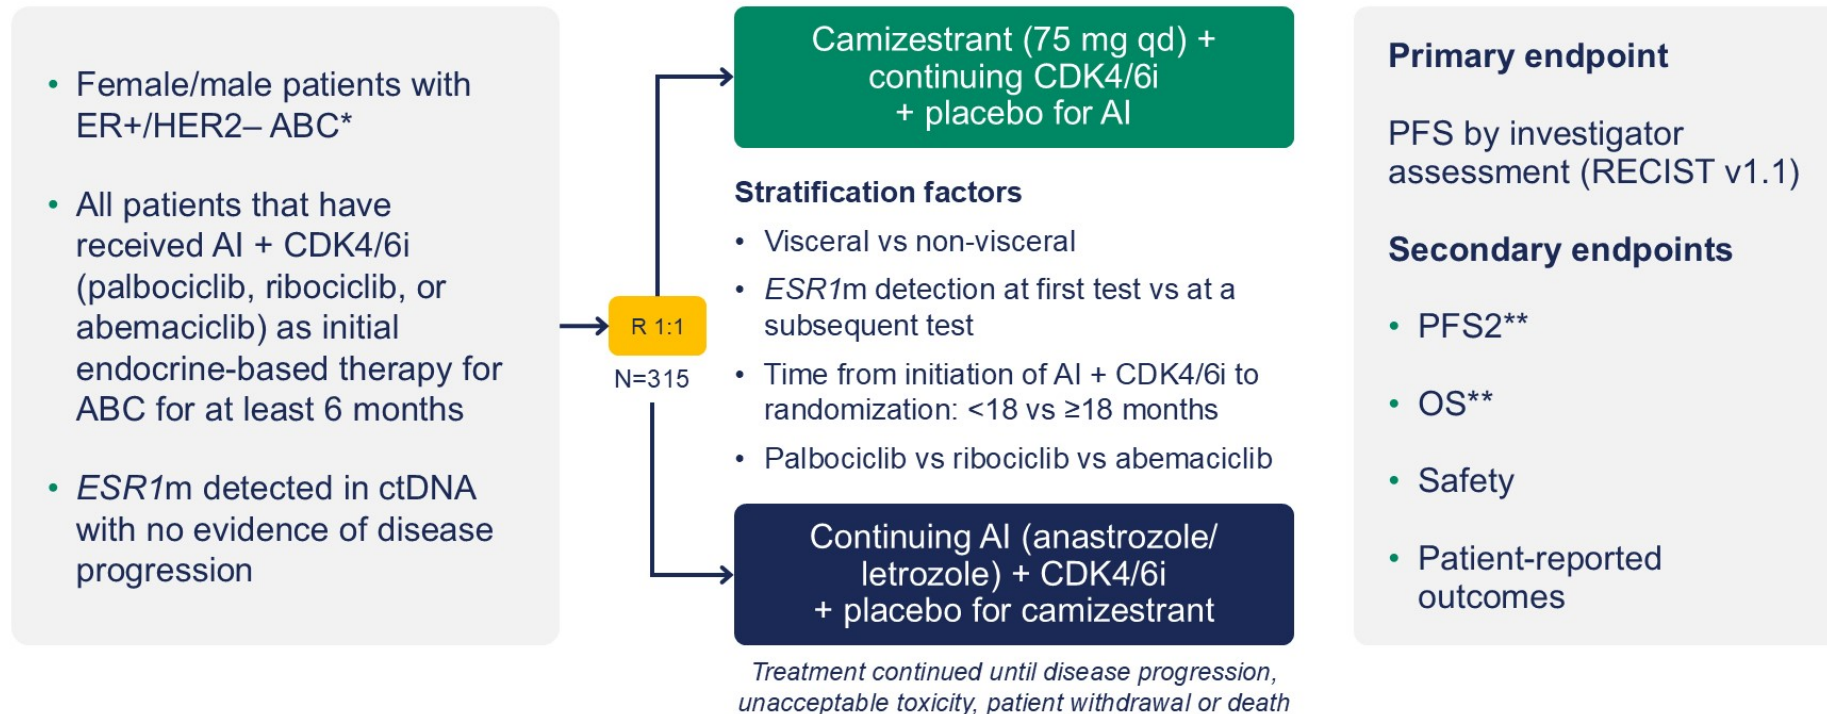 • Female/male patients with
ER+/HER2– ABC*
• All patients that have
received AI + CDK4/6i
(palbociclib, ribociclib, or
abemaciclib) as initial
endocrine-based therapy for
ABC for at least 6 months
• ESR1m detected in ctDNA
with no evidence of disease
progression
R 1:1
N=315
Camizestrant (75 mg qd) +
continuing CDK4/6i
+ placebo for AI
Stratification factors
• Visceral vs non-visceral
• ESR1m detection at first test vs at a
subsequent test
• Time from initiation of AI + CDK4/6i to
randomization: <18 vs ≥18 months
• Palbociclib vs ribociclib vs abemaciclib
Continuing AI (anastrozole/
letrozole) + CDK4/6i
+ placebo for camizestrant
Treatment continued until disease progression,
unacceptable toxicity, patient withdrawal or death
Primary endpoint
PFS by investigator
assessment (RECIST v1.1)
Secondary endpoints
• PFS2**
• OS**
• Safety
• Patient-reported
outcomes